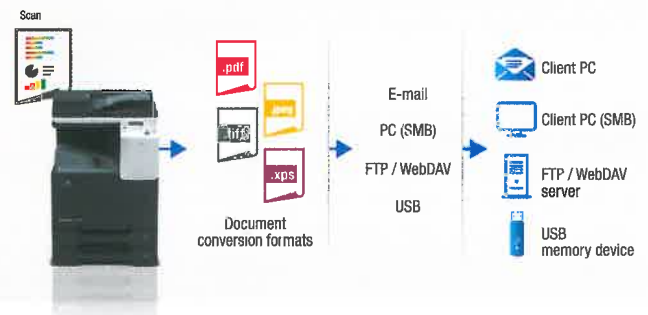 Scan
.pdf
.tiff
.xps
Document
conversion formats
E-mail
PC (SMB)
FTP / WebDAV
USB
Client PC
Client PC (SMB)
FTP / WebDAV
server
USB
memory device